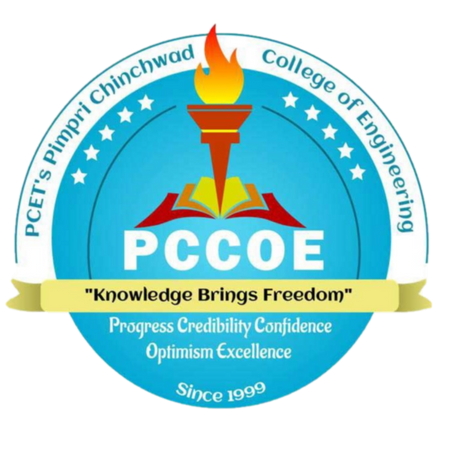 PCET's Pimpri Chinchwad College of Engineering
PCCOE
"Knowledge Brings Freedom"
Progress Credibility Confidence
Optimism Excellence
Since 1999